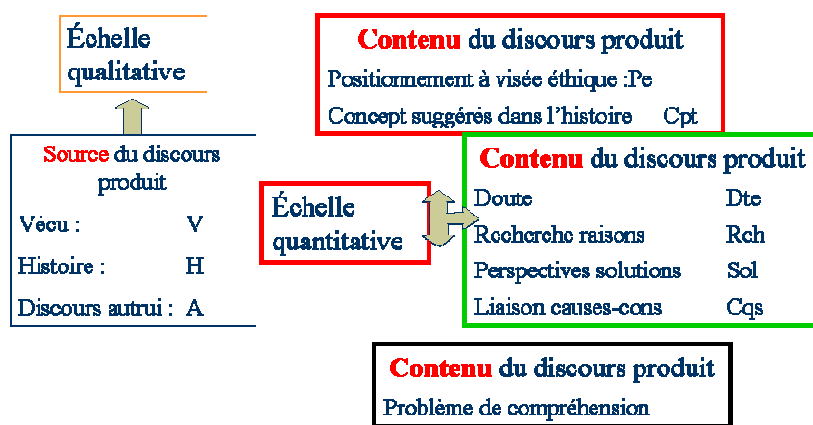 Échelle
qualitative
Source du discours
produit
Vécu : V
Histoire : H
Discours autrui : A
Échelle
quantitative
Contenu du discours produit
Positionnement à visée éthique :Pe
Concept suggérés dans l'histoire Cpt
Contenu du discours produit
Doute Dte
Recherche raisons Rch
Perspectives solutions Sol
Liaison causes-cons Cqs
Contenu du discours produit
Problème de compréhension